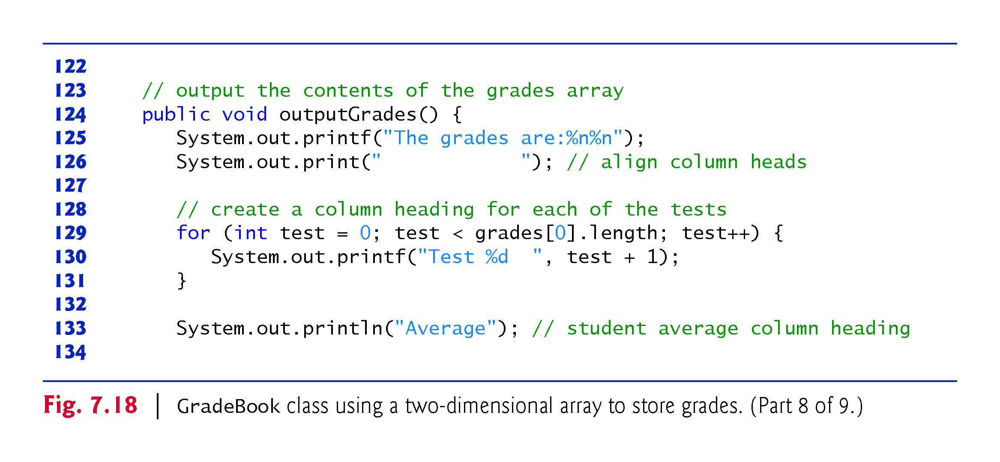 122
123     // output the contents of the grades array
124     public void outputGrades() {
125        System.out.printf("The grades are:%n%n");
126        System.out.print("            "); // align column heads
127
128        // create a column heading for each of the tests
129        for (int test = 0; test < grades[0].length; test++) {
130           System.out.printf("Test %d  ", test + 1);
131        }
132
133        System.out.println("Average"); // student average column heading
134
Fig. 7.18 | GradeBook class using a two-dimensional array to store grades. (Part 8 of 9.)